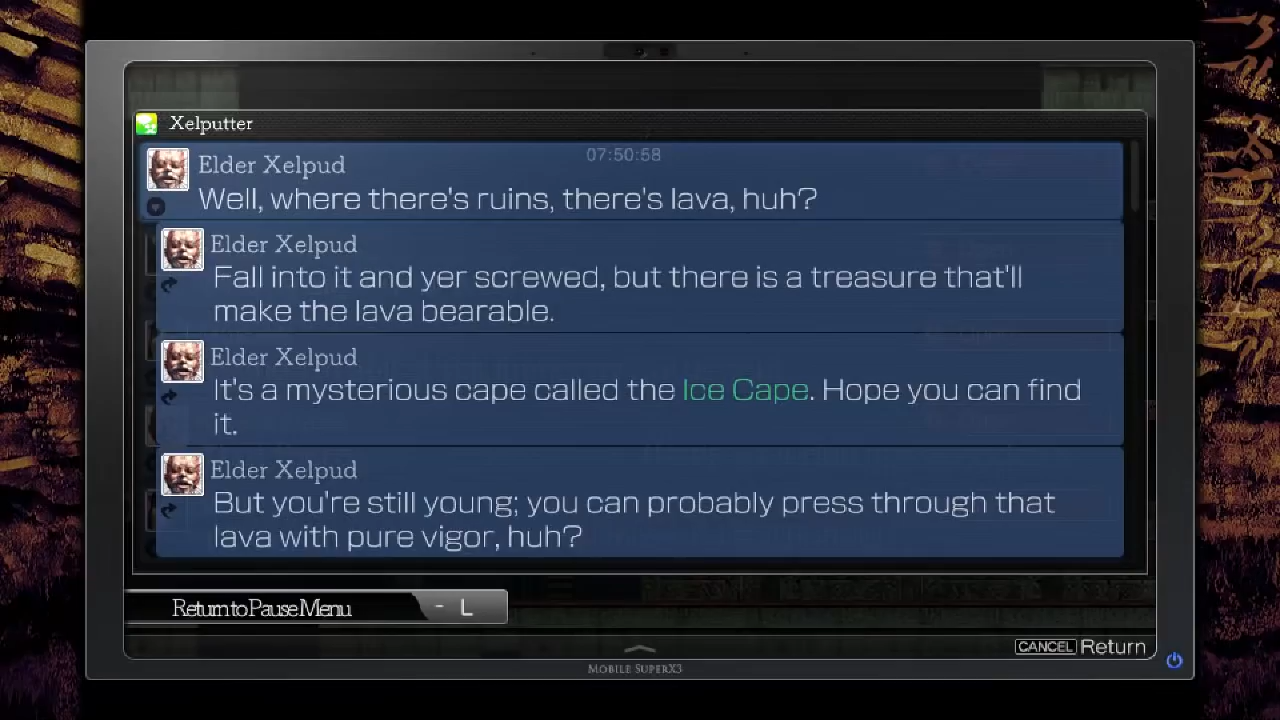 Xelputter
07:50:58
Elder Xelpud
Well, where there's ruins, there's lava, huh?
Elder Xelpud
Fall into it and yer screwed, but there is a treasure that'll
make the lava bearable.
Elder Xelpud
It's a mysterious cape called the Ice Cape. Hope you can find
it.
Elder Xelpud
But you're still young; you can probably press through that
lava with pure vigor, huh?
Return to Pause Menu - L
CANCEL Return
MOBILE SUPERX3